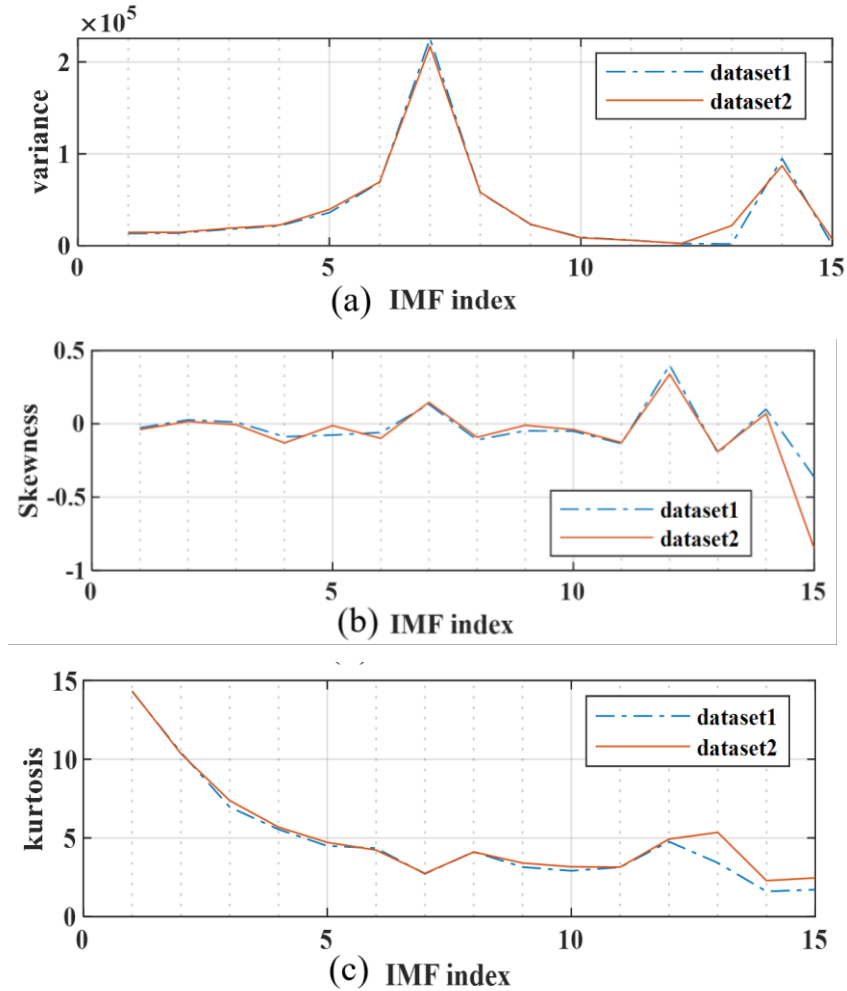 ×10⁵
2
1
0
variance
dataset1
dataset2
0 5 10 15
(a) IMF index
0.5
0
-0.5
-1
Skewness
dataset1
dataset2
0 5 10 15
(b) IMF index
15
10
5
0
kurtosis
dataset1
dataset2
0 5 10 15
(c) IMF index